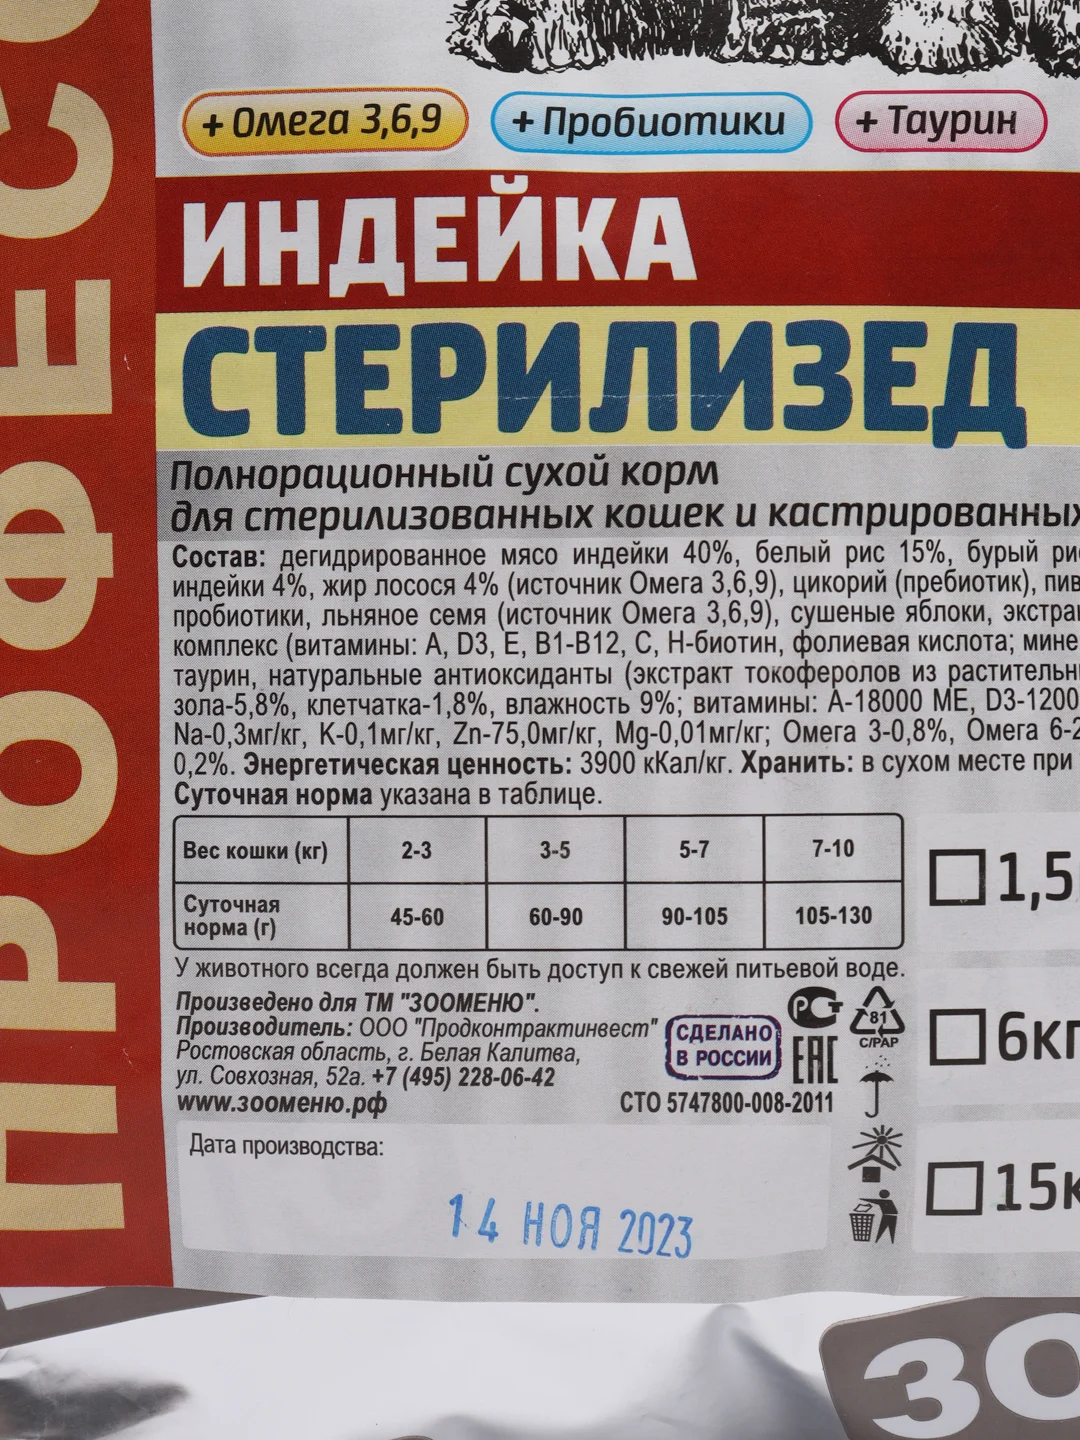 + Омега 3,6,9
+ Пробиотики
+ Таурин
ПРОФЕСС
ИНДЕЙКА
СТЕРИЛИЗЕД
Полнорационный сухой корм
для стерилизованных кошек и кастрированных
Состав: дегидрированное мясо индейки 40%, белый рис 15%, бурый рис
индейки 4%, жир лосося 4% (источник Омега 3,6,9), цикорий (пребиотик), пив
пробиотики, льняное семя (источник Омега 3,6,9), сушеные яблоки, экстра
комплекс (витамины: A, D3, E, B1-B12, C, H-биотин, фолиевая кислота; мине
таурин, натуральные антиоксиданты (экстракт токоферолов из растительн
зола-5,8%, клетчатка-1,8%, влажность 9%; витамины: А-18000 МЕ, D3-1200
Na-0,3мг/кг, K-0,1мг/кг, Zn-75,0мг/кг, Mg-0,01мг/кг; Омега 3-0,8%, Омега 6-2
0,2%. Энергетическая ценность: 3900 кКал/кг. Хранить: в сухом месте при
Суточная норма указана в таблице.
Вес кошки (кг) 2-3 3-5 5-7 7-10
Суточная
норма (г) 45-60 60-90 90-105 105-130
У животного всегда должен быть доступ к свежей питьевой воде.
Произведено для ТМ "ЗООМЕНЮ".
Производитель: ООО "Продконтрактинвест"
Ростовская область, г. Белая Калитва,
ул. Совхозная, 52а. +7 (495) 228-06-42
www.зооменю.рф
СДЕЛАНО
В РОССИИ
РСТ
EAC
81
C/PAP
СТО 5747800-008-2011
1,5
6кг
15к
Дата производства:
14 НОЯ 2023
ЗО